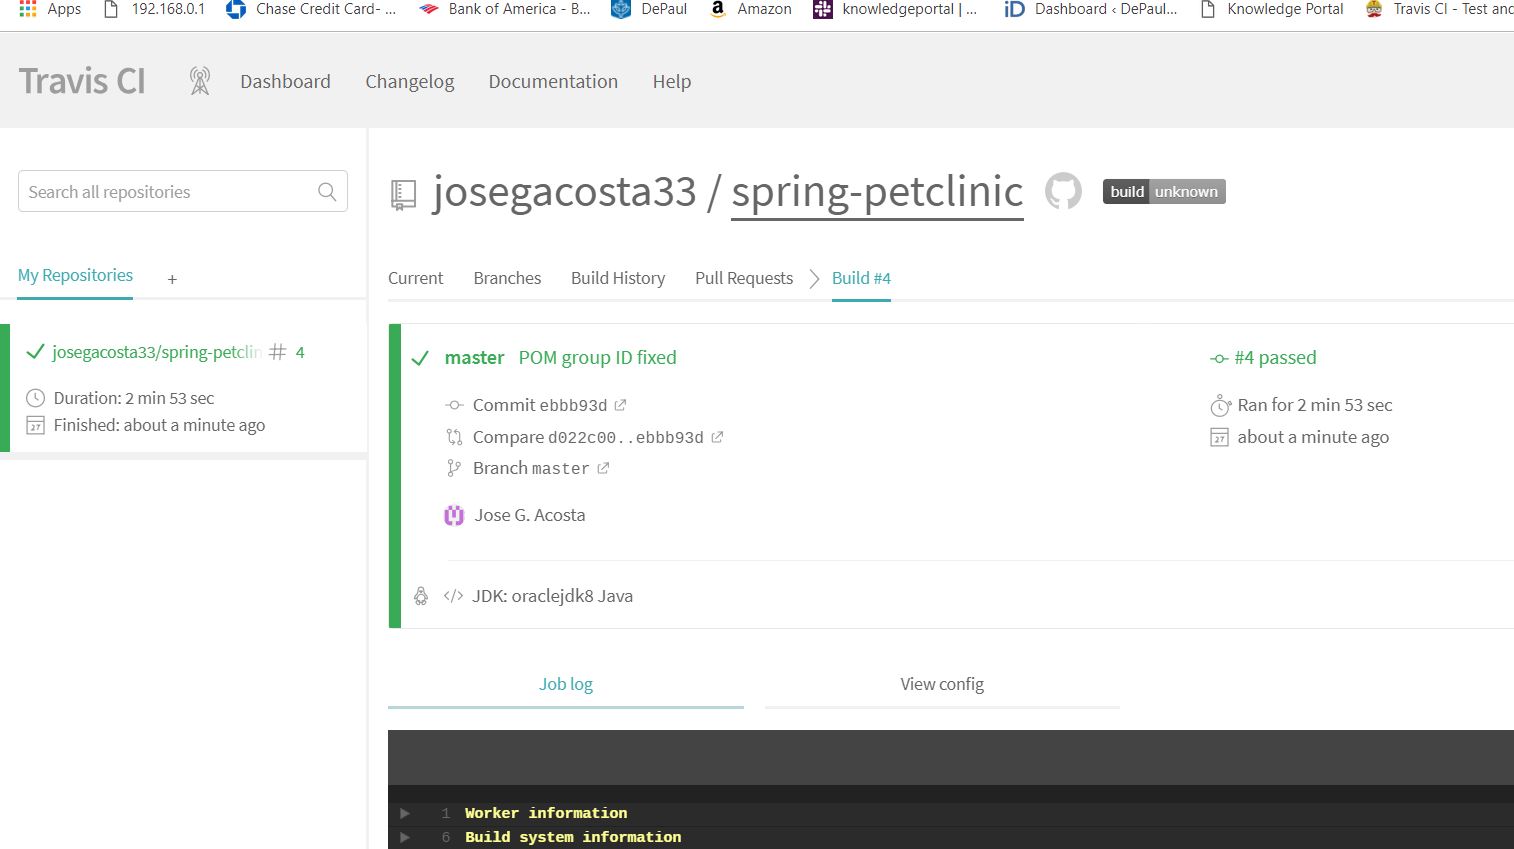 Apps 192.168.0.1 Chase Credit Card- ... Bank of America - B... DePaul Amazon knowledgeportal | ... Dashboard ‹ DePaul... Knowledge Portal Travis CI - Test and
Travis CI Dashboard Changelog Documentation Help
Search all repositories
josegacosta33 / spring-petclinic build unknown
My Repositories +
Current Branches Build History Pull Requests Build #4
josegacosta33/spring-petclin # 4
Duration: 2 min 53 sec
Finished: about a minute ago
master POM group ID fixed #4 passed
Commit ebbb93d Ran for 2 min 53 sec
Compare d022c00..ebbb93d about a minute ago
Branch master
Jose G. Acosta
</> JDK: oraclejdk8 Java
Job log View config
1 Worker information
6 Build system information